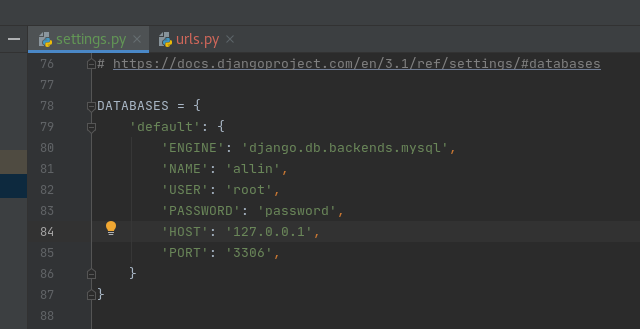 settings.py urls.py
76 # https://docs.djangoproject.com/en/3.1/ref/settings/#databases
77
78 DATABASES = {
79     'default': {
80         'ENGINE': 'django.db.backends.mysql',
81         'NAME': 'allin',
82         'USER': 'root',
83         'PASSWORD': 'password',
84         'HOST': '127.0.0.1',
85         'PORT': '3306',
86     }
87 }
88